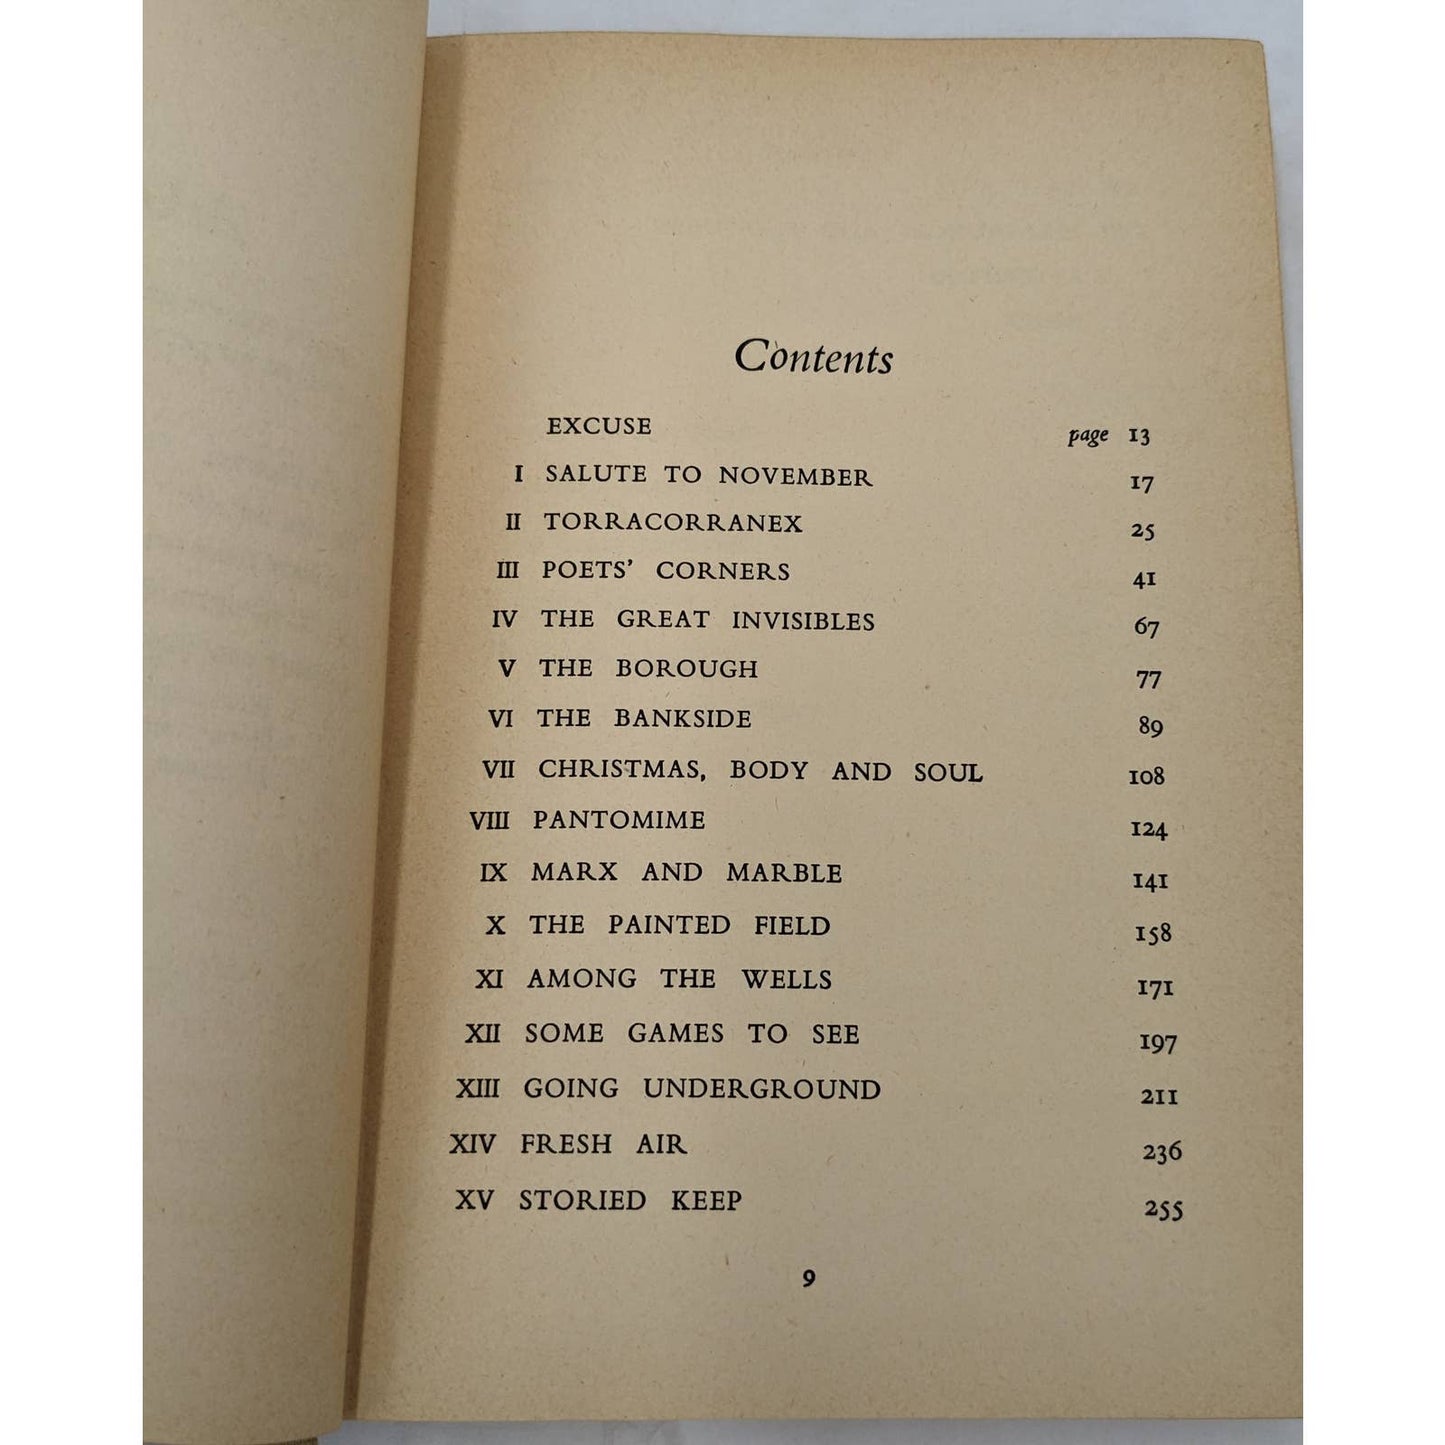 Contents
EXCUSE page 13
I SALUTE TO NOVEMBER 17
II TORRACORRANEX 25
III POETS' CORNERS 41
IV THE GREAT INVISIBLES 67
V THE BOROUGH 77
VI THE BANKSIDE 89
VII CHRISTMAS, BODY AND SOUL 108
VIII PANTOMIME 124
IX MARX AND MARBLE 141
X THE PAINTED FIELD 158
XI AMONG THE WELLS 171
XII SOME GAMES TO SEE 197
XIII GOING UNDERGROUND 211
XIV FRESH AIR 236
XV STORIED KEEP 255
9